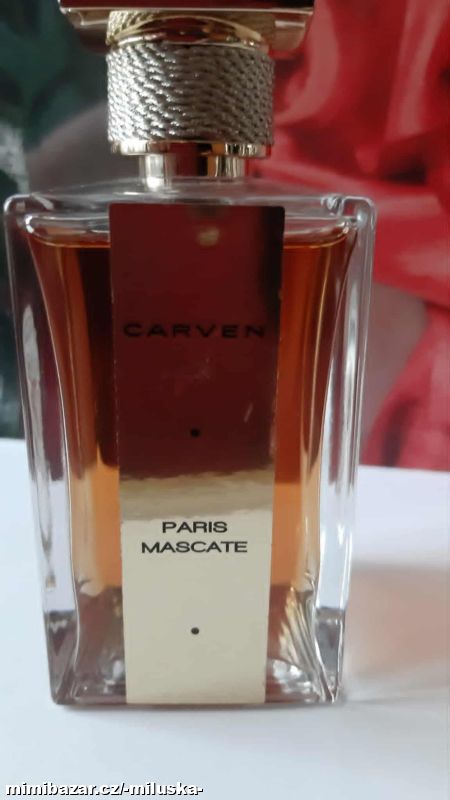 CARVEN
PARIS
MASCATE
mimibazar.cz/-miluska-